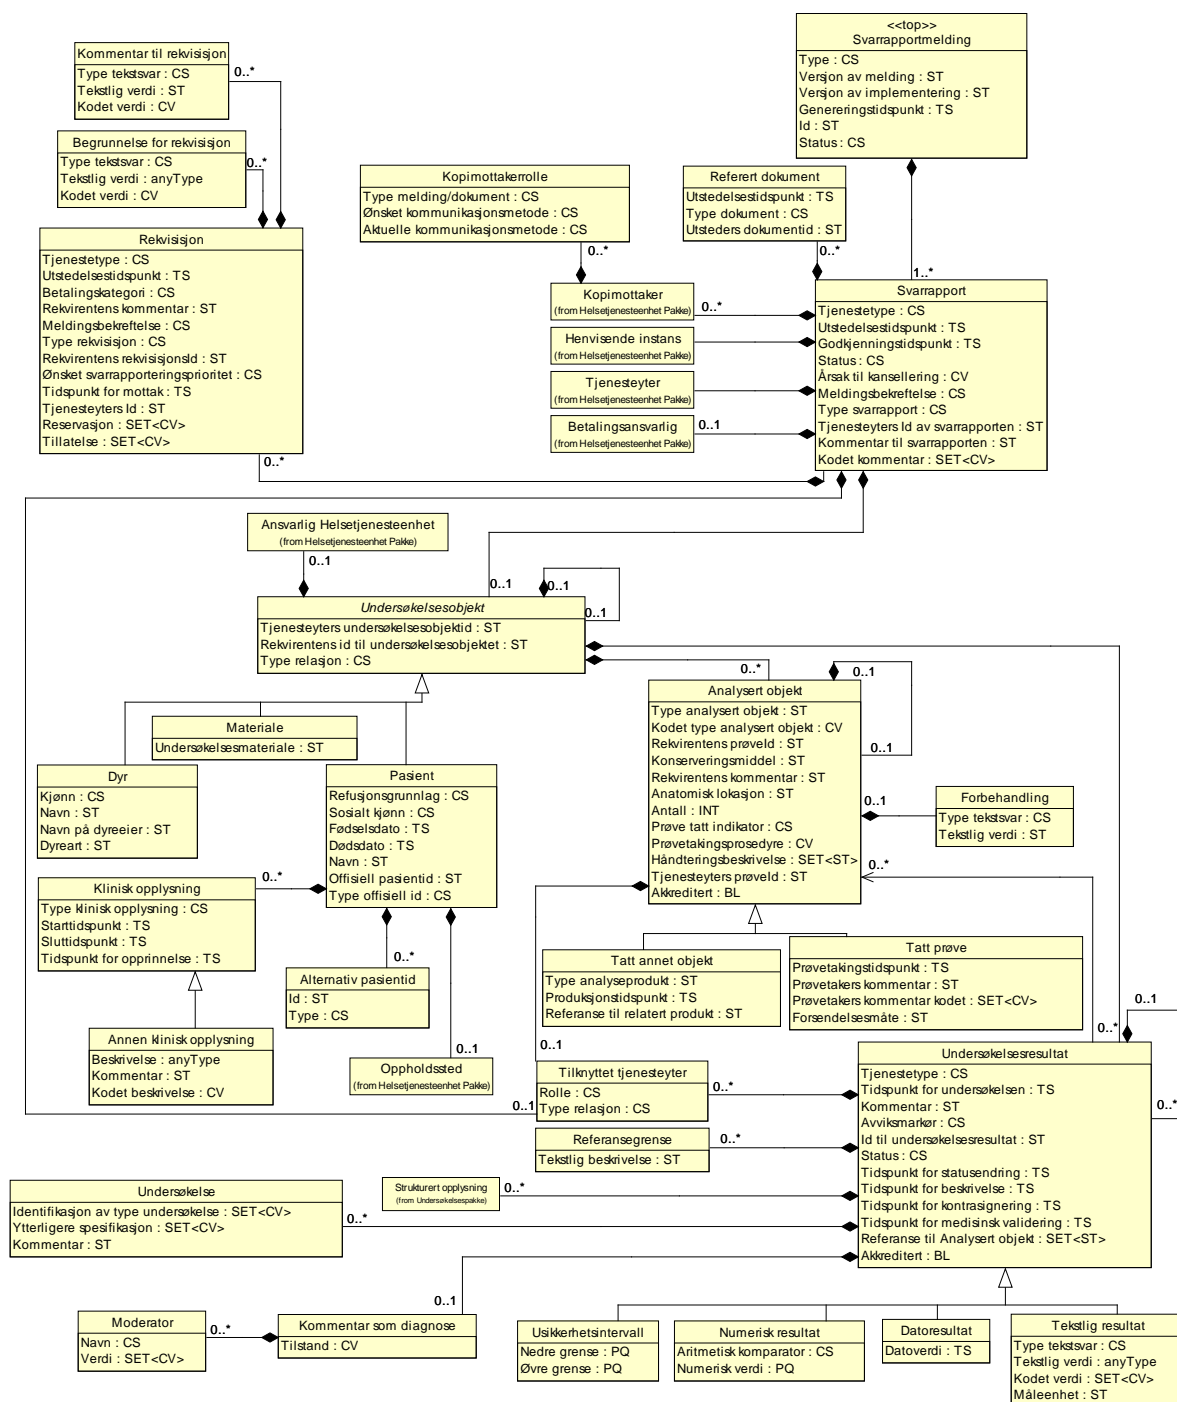 <<top>>
Svarrapportmelding
Type : CS
Versjon av melding : ST
Versjon av implementering : ST
Genereringstidspunkt : TS
Id : ST
Status : CS
Kommentar til rekvisisjon
Type tekstsvar : CS
Tekstlig verdi : ST
Kodet verdi : CV
0..*
Begrunnelse for rekvisisjon
Type tekstsvar : CS
Tekstlig verdi : anyType
Kodet verdi : CV
0..*
Kopimottakerrolle
Type melding/dokument : CS
Ønsket kommunikasjonsmetode : CS
Aktuelle kommunikasjonsmetode : CS
0..*
Referert dokument
Utstedelsestidspunkt : TS
Type dokument : CS
Utsteders dokumentid : ST
0..*
1..*
Rekvisisjon
Tjenestetype : CS
Utstedelsestidspunkt : TS
Betalingskategori : CS
Rekvirentens kommentar : ST
Meldingsbekreftelse : CS
Type rekvisisjon : CS
Rekvirentens rekvisisjonsId : ST
Ønsket svarrapporteringsprioritet : CS
Tidspunkt for mottak : TS
Tjenesteyters Id : ST
Reservasjon : SET<CV>
Tillatelse : SET<CV>
0..*
Kopimottaker
(from Helsetjenesteenhet Pakke)
0..*
Henvisende instans
(from Helsetjenesteenhet Pakke)
Tjenesteyter
(from Helsetjenesteenhet Pakke)
Betalingsansvarlig
(from Helsetjenesteenhet Pakke)
0..1
Svarrapport
Tjenestetype : CS
Utstedelsestidspunkt : TS
Godkjenningstidspunkt : TS
Status : CS
Årsak til kansellering : CV
Meldingsbekreftelse : CS
Type svarrapport : CS
Tjenesteyters Id av svarrapporten : ST
Kommentar til svarrapporten : ST
Kodet kommentar : SET<CV>
Ansvarlig Helsetjenesteenhet
(from Helsetjenesteenhet Pakke)
0..1
0..1
0..1
0..1
Undersøkelsesobjekt
Tjenesteyters undersøkelsesobjektid : ST
Rekvirentens id til undersøkelsesobjektet : ST
Type relasjon : CS
0..*
Analysert objekt
Type analysert objekt : ST
Kodet type analysert objekt : CV
Rekvirentens prøveId : ST
Konserveringsmiddel : ST
Rekvirentens kommentar : ST
Anatomisk lokasjon : ST
Antall : INT
Prøve tatt indikator : CS
Prøvetakingsprosedyre : CV
Håndteringsbeskrivelse : SET<ST>
Tjenesteyters prøveId : ST
Akkreditert : BL
0..1
0..1
0..1
0..*
Forbehandling
Type tekstsvar : CS
Tekstlig verdi : ST
Materiale
Undersøkelsesmateriale : ST
Dyr
Kjønn : CS
Navn : ST
Navn på dyreeier : ST
Dyreart : ST
Pasient
Refusjonsgrunnlag : CS
Sosialt kjønn : CS
Fødselsdato : TS
Dødsdato : TS
Navn : ST
Offisiell pasientid : ST
Type offisiell id : CS
0..*
Klinisk opplysning
Type klinisk opplysning : CS
Starttidspunkt : TS
Sluttidspunkt : TS
Tidspunkt for opprinnelse : TS
Annen klinisk opplysning
Beskrivelse : anyType
Kommentar : ST
Kodet beskrivelse : CV
0..*
Alternativ pasientid
Id : ST
Type : CS
0..1
Oppholdssted
(from Helsetjenesteenhet Pakke)
Tatt annet objekt
Type analyseprodukt : ST
Produksjonstidspunkt : TS
Referanse til relatert produkt : ST
Tatt prøve
Prøvetakingstidspunkt : TS
Prøvetakers kommentar : ST
Prøvetakers kommentar kodet : SET<CV>
Forsendelsesmåte : ST
0..1
0..*
0..1
0..*
Undersøkelsesresultat
Tjenestetype : CS
Tidspunkt for undersøkelsen : TS
Kommentar : ST
Avviksmarkør : CS
Id til undersøkelsesresultat : ST
Status : CS
Tidspunkt for statusendring : TS
Tidspunkt for beskrivelse : TS
Tidspunkt for kontrasignering : TS
Tidspunkt for medisinsk validering : TS
Referanse til Analysert objekt : SET<ST>
Akkreditert : BL
0..1
Tilknyttet tjenesteyter
Rolle : CS
Type relasjon : CS
0..*
Referansegrense
Tekstlig beskrivelse : ST
0..*
Strukturert opplysning
(from Undersøkelsespakke)
0..*
Undersøkelse
Identifikasjon av type undersøkelse : SET<CV>
Ytterligere spesifikasjon : SET<CV>
Kommentar : ST
0..*
0..1
Moderator
Navn : CS
Verdi : SET<CV>
0..*
Kommentar som diagnose
Tilstand : CV
Usikkerhetsintervall
Nedre grense : PQ
Øvre grense : PQ
Numerisk resultat
Aritmetisk komparator : CS
Numerisk verdi : PQ
Datoresultat
Datoverdi : TS
Tekstlig resultat
Type tekstsvar : CS
Tekstlig verdi : anyType
Kodet verdi : SET<CV>
Måleenhet : ST